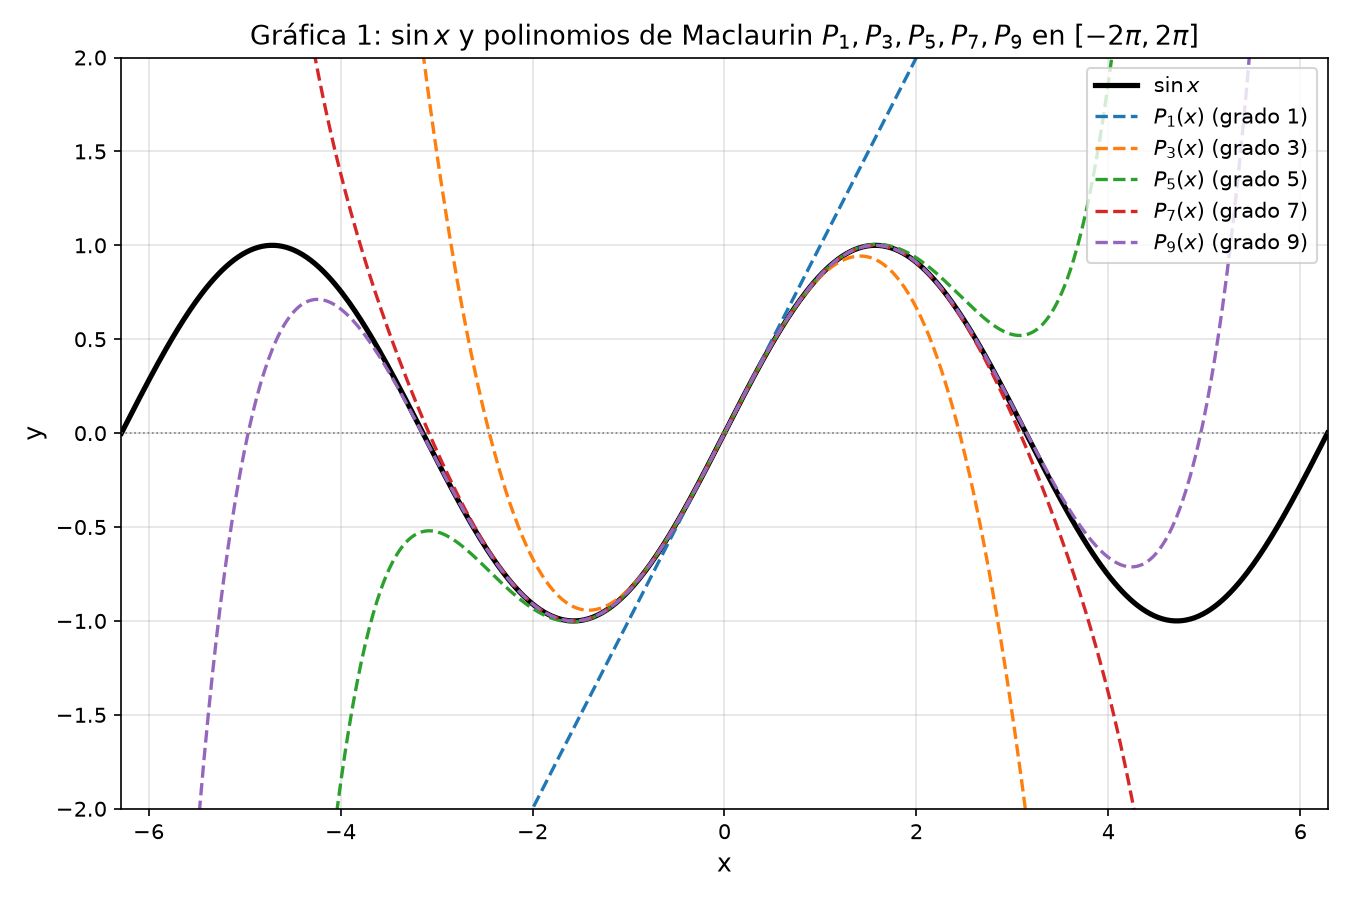 Gráfica 1: sin x y polinomios de Maclaurin P₁, P₃, P₅, P₇, P₉ en [−2π, 2π]
sin x
P₁(x) (grado 1)
P₃(x) (grado 3)
P₅(x) (grado 5)
P₇(x) (grado 7)
P₉(x) (grado 9)
y
2.0
1.5
1.0
0.5
0.0
−0.5
−1.0
−1.5
−2.0
−6 −4 −2 0 2 4 6
x